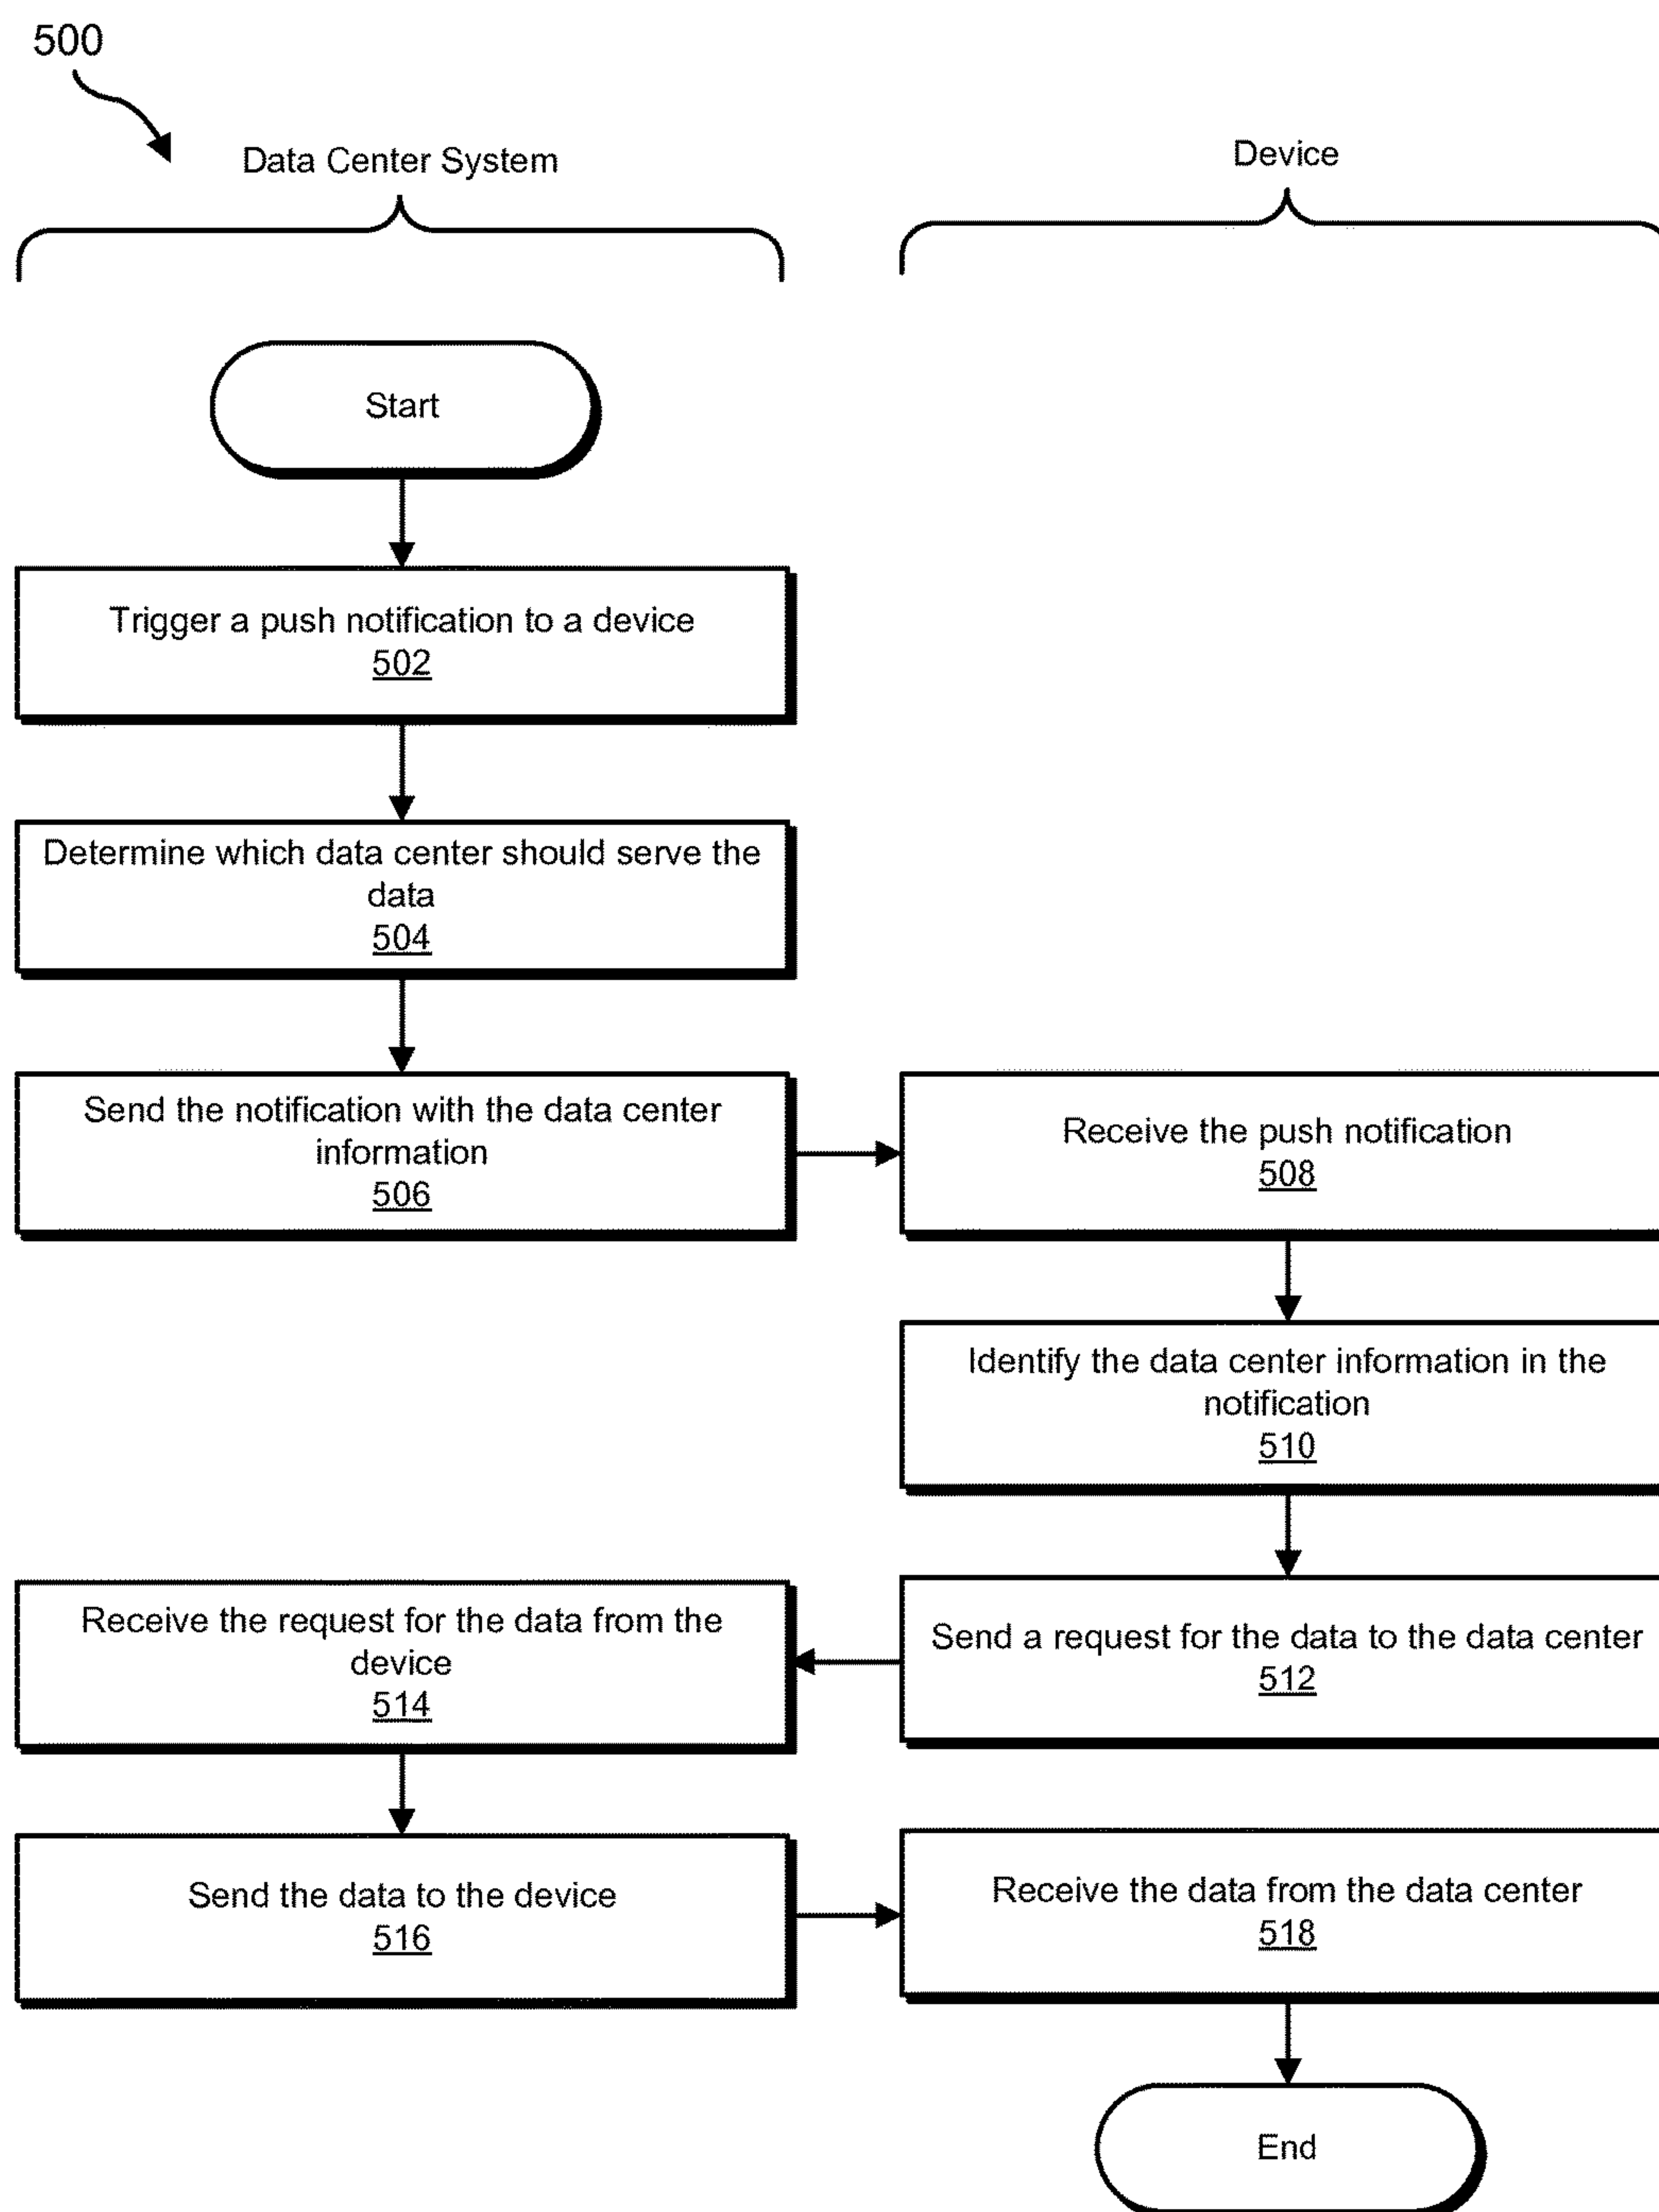 500
Data Center System
Device
Start
Trigger a push notification to a device
502
Determine which data center should serve the
data
504
Send the notification with the data center
information
506
Receive the push notification
508
Identify the data center information in the
notification
510
Send a request for the data to the data center
512
Receive the request for the data from the
device
514
Send the data to the device
516
Receive the data from the data center
518
End